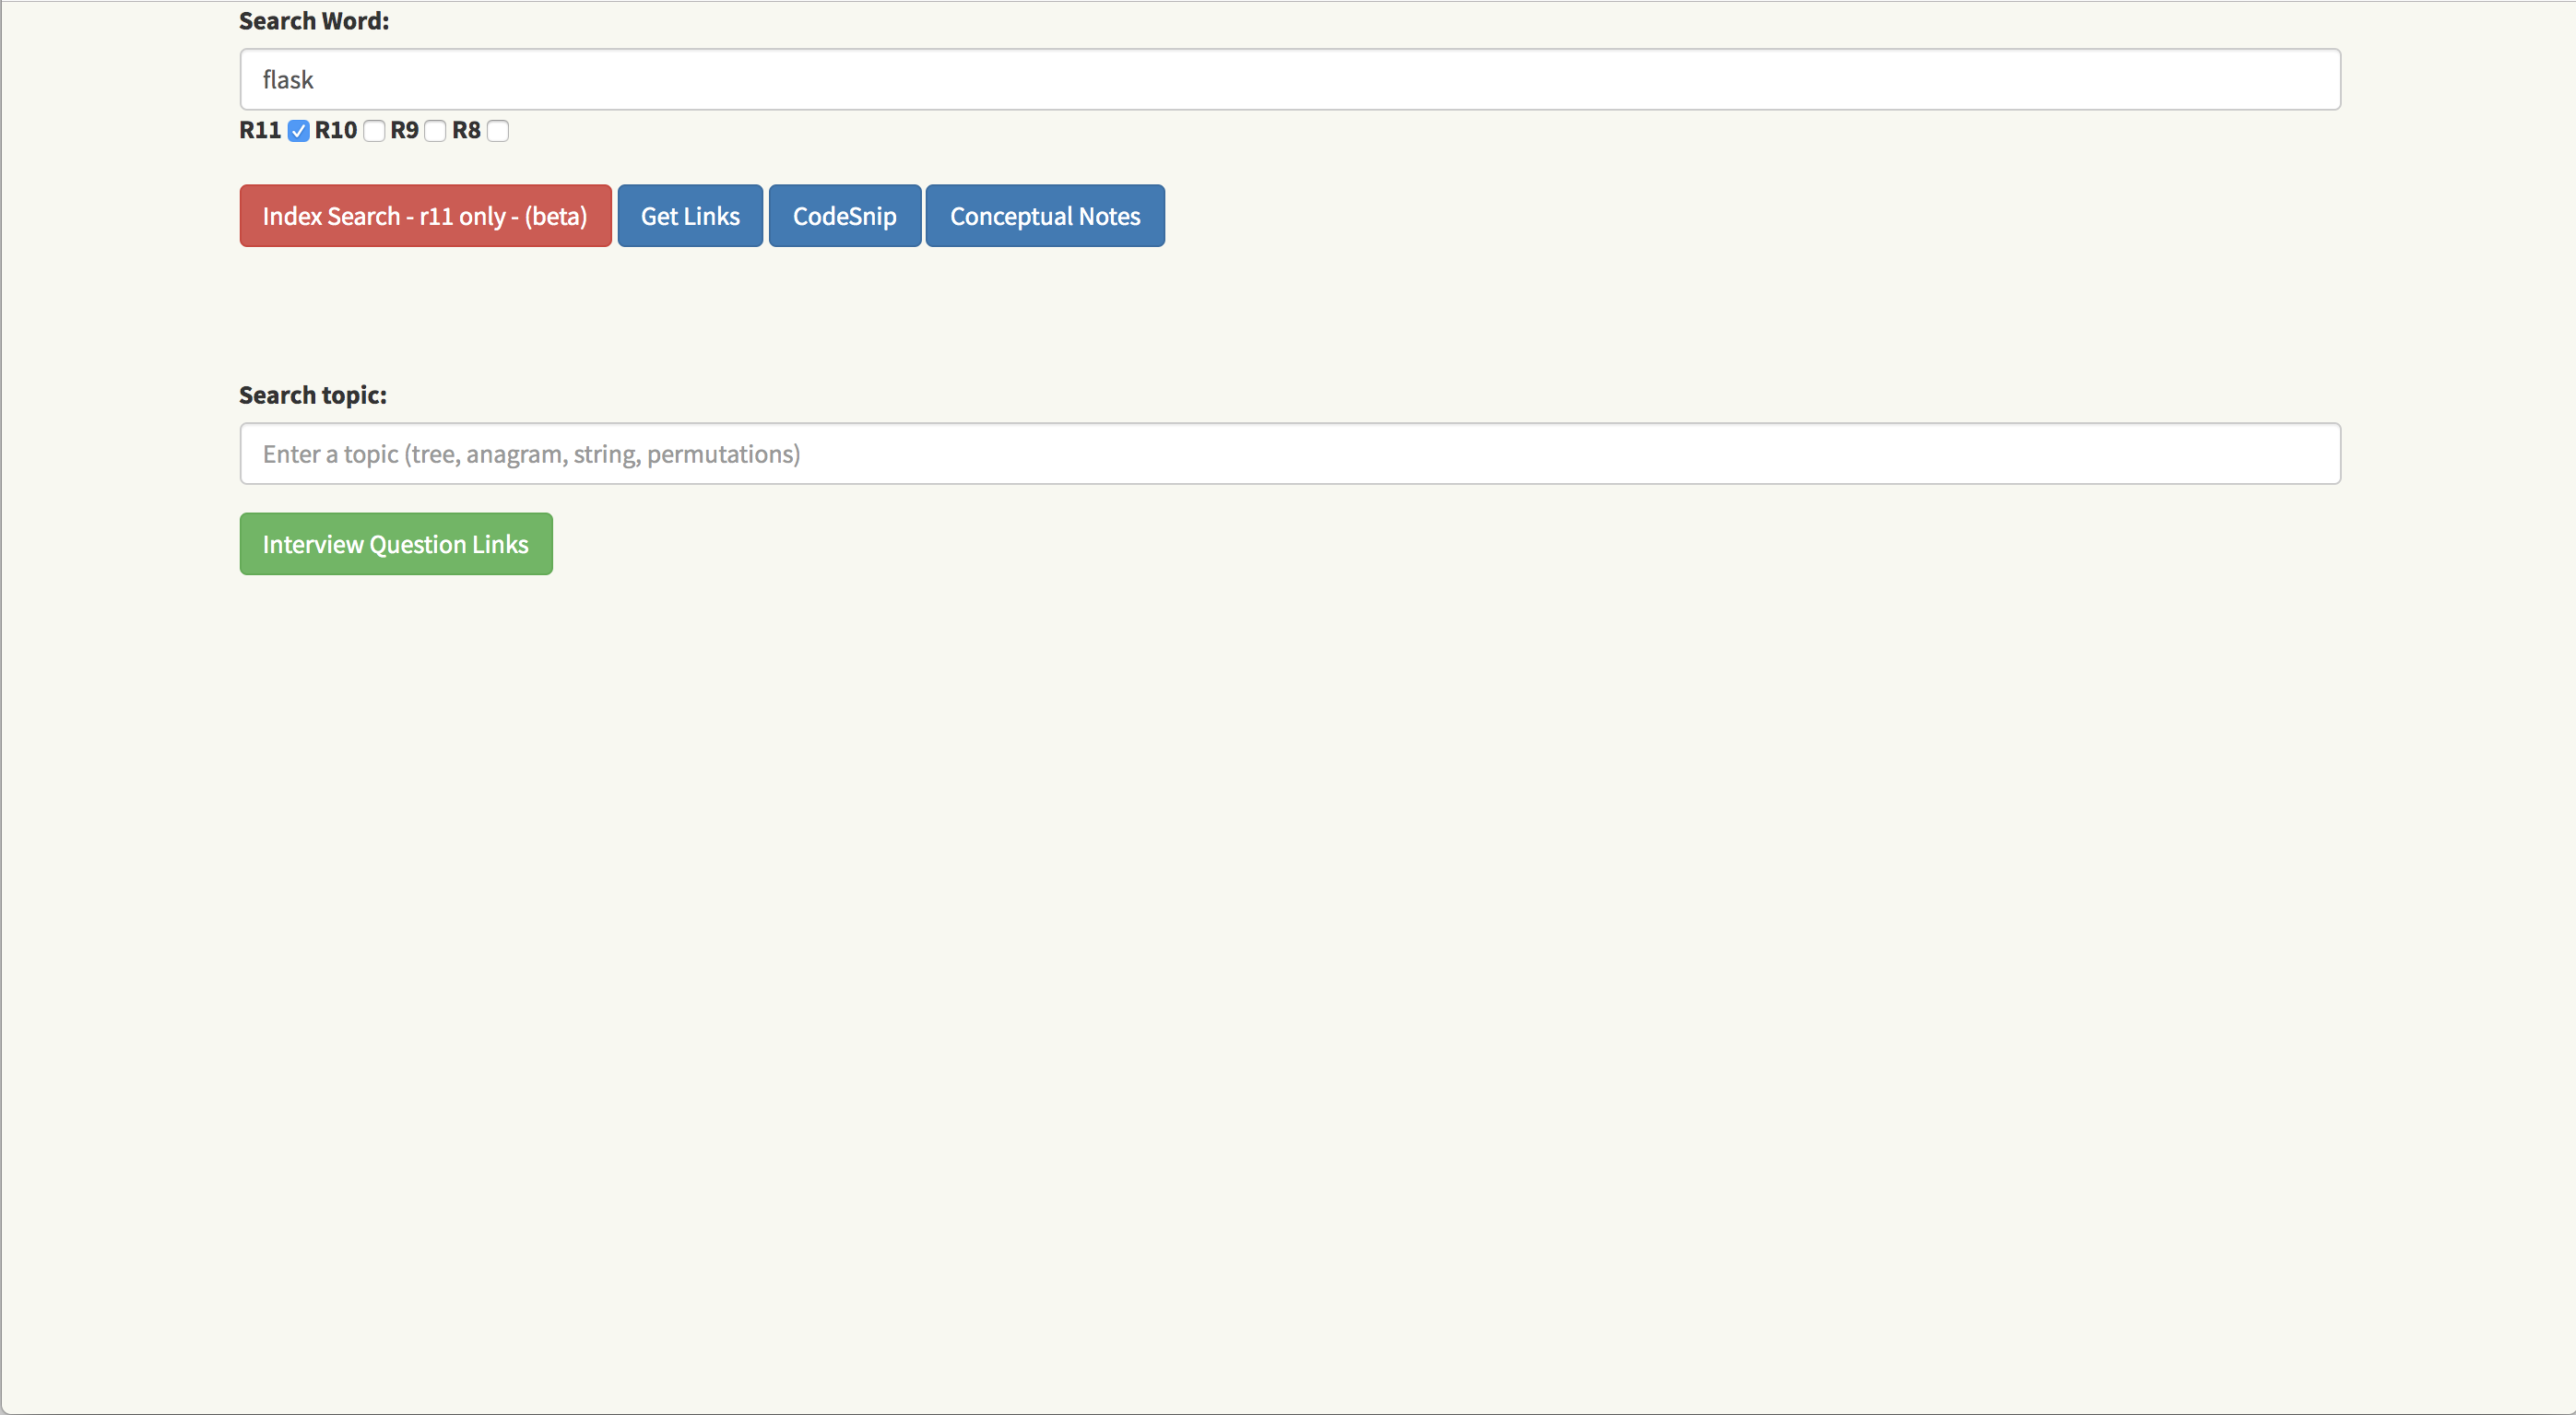 Search Word:
flask
R11 R10 R9 R8
Index Search - r11 only - (beta) Get Links CodeSnip Conceptual Notes
Search topic:
Enter a topic (tree, anagram, string, permutations)
Interview Question Links